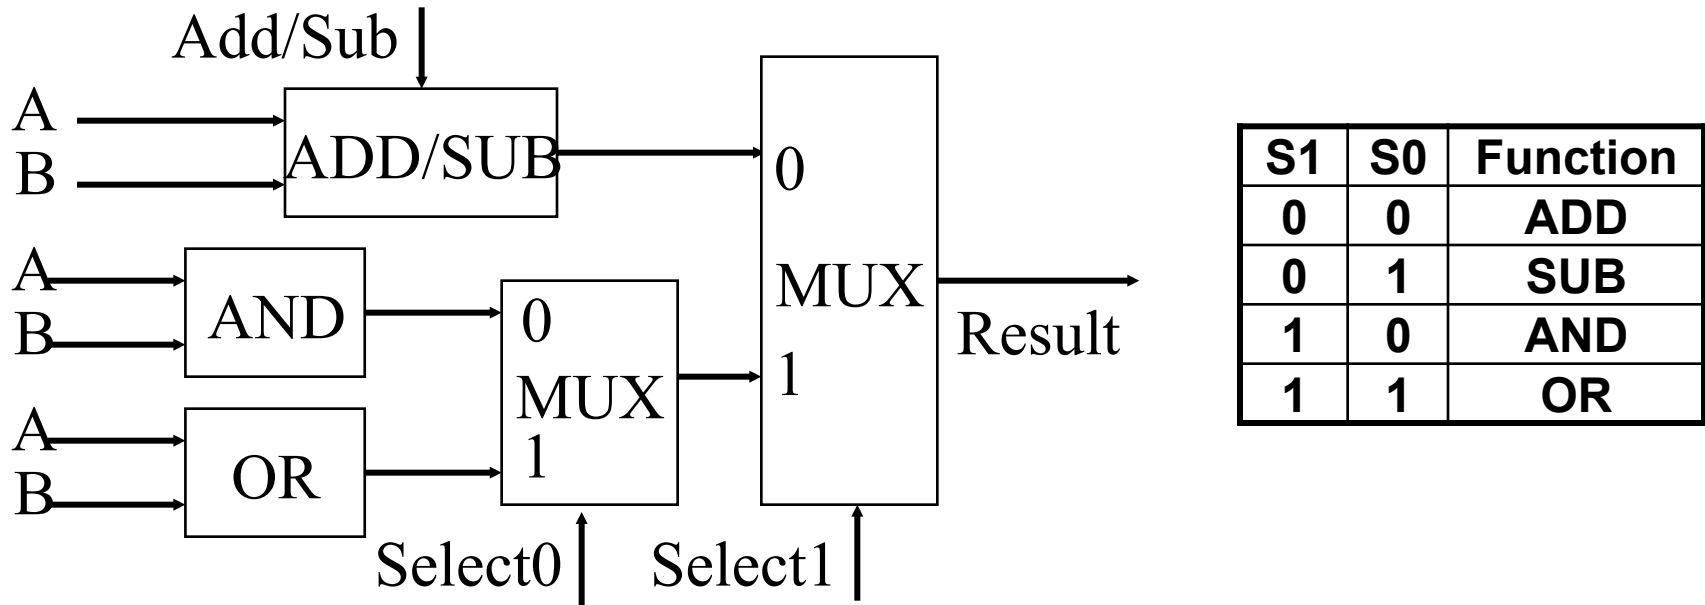 Add/Sub
A
B
ADD/SUB
0
MUX
1
Result
A
B
AND
0
MUX
1
A
B
OR
Select0
Select1
S1 S0 Function
0 0 ADD
0 1 SUB
1 0 AND
1 1 OR